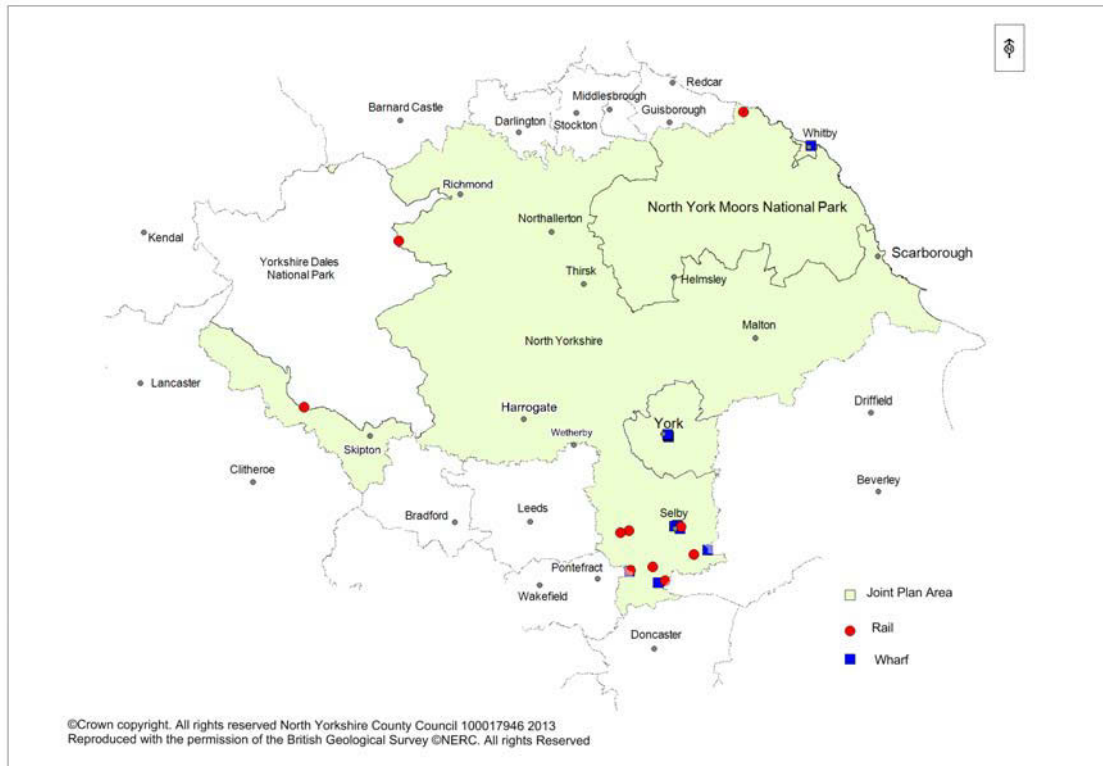 N
Redcar
Middlesbrough
Barnard Castle
Guisborough
Darlington
Stockton
Whitby
Richmond
North York Moors National Park
Northallerton
Kendal
Scarborough
Yorkshire Dales
National Park
Thirsk
Helmsley
Malton
North Yorkshire
Lancaster
Harrogate
Driffield
York
Wetherby
Skipton
Clitheroe
Beverley
Leeds
Selby
Bradford
Pontefract
Wakefield
Joint Plan Area
Rail
Doncaster
Wharf
©Crown copyright. All rights reserved North Yorkshire County Council 100017946 2013
Reproduced with the permission of the British Geological Survey ©NERC. All rights Reserved